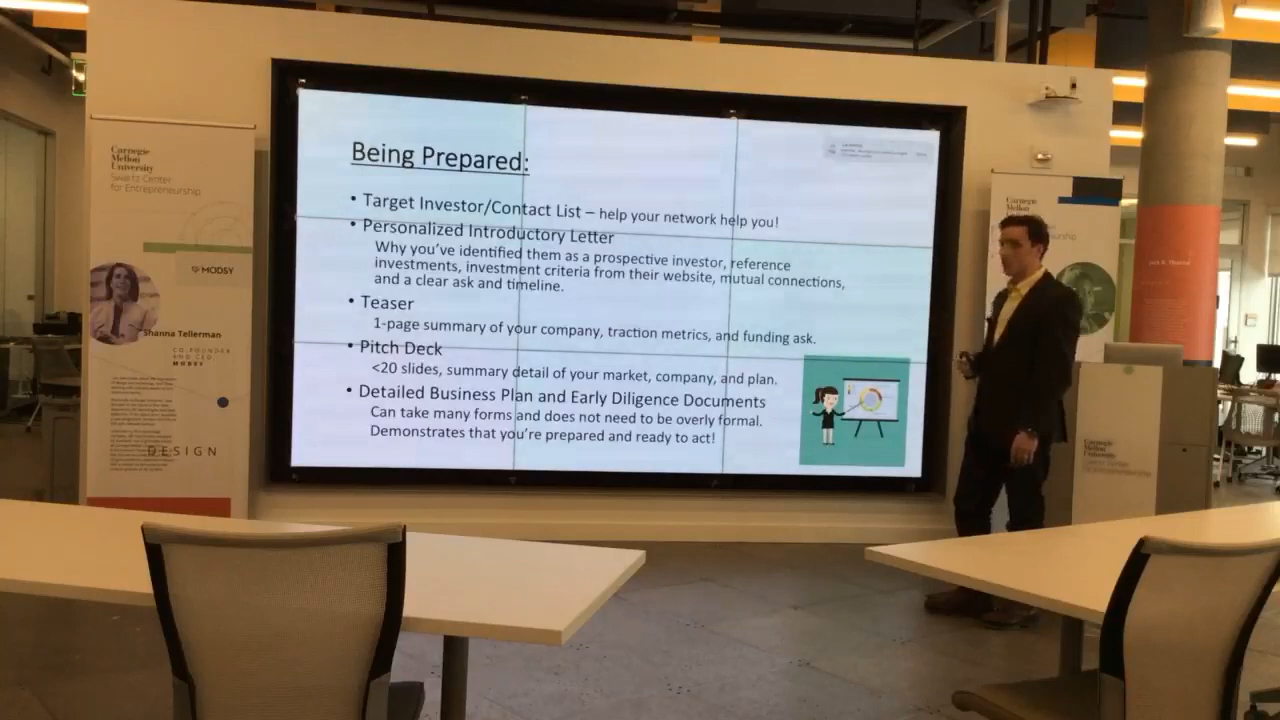 Carnegie
Mellon
University
Swartz Center
for Entrepreneurship
MODSY
Shanna Tellerman
CO-FOUNDER
AND CEO
MODSY
DESIGN
Being Prepared:
• Target Investor/Contact List – help your network help you!
• Personalized Introductory Letter
Why you've identified them as a prospective investor, reference
investments, investment criteria from their website, mutual connections,
and a clear ask and timeline.
• Teaser
1-page summary of your company, traction metrics, and funding ask.
• Pitch Deck
<20 slides, summary detail of your market, company, and plan.
• Detailed Business Plan and Early Diligence Documents
Can take many forms and does not need to be overly formal.
Demonstrates that you're prepared and ready to act!
Carnegie
Mellon
Carnegie
Mellon
University